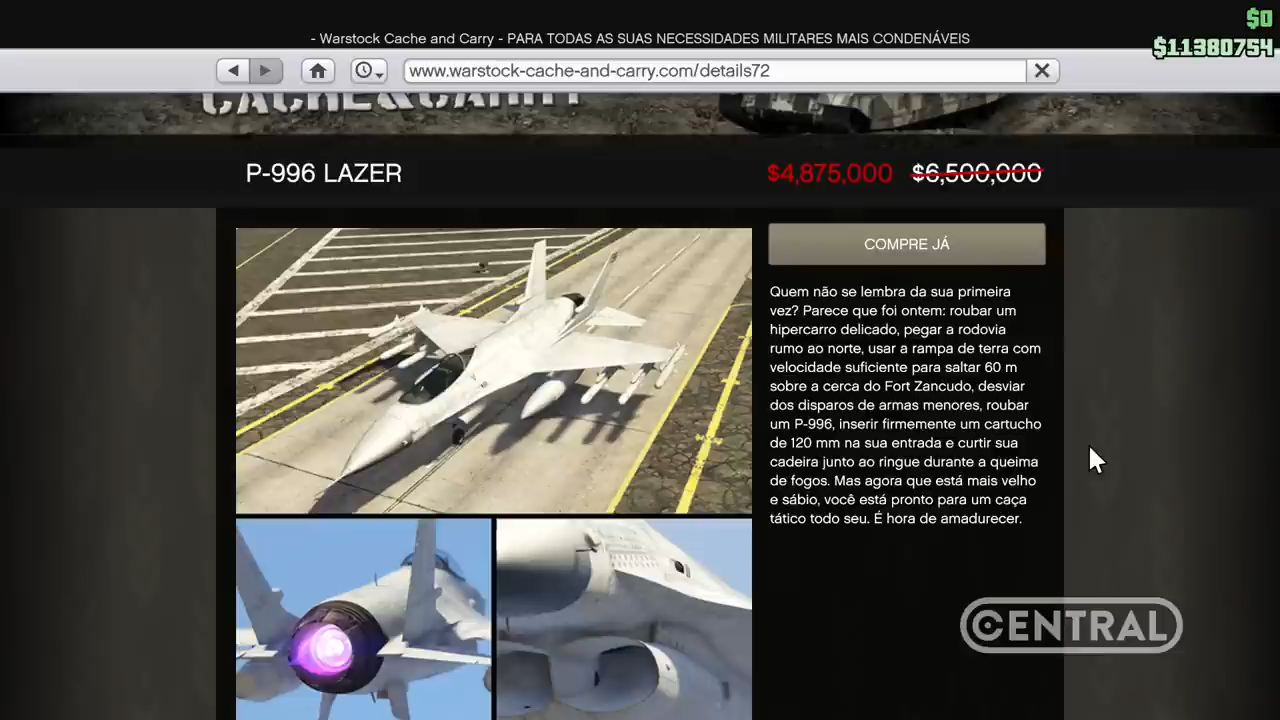 $0
- Warstock Cache and Carry - PARA TODAS AS SUAS NECESSIDADES MILITARES MAIS CONDENÁVEIS
$11380754
www.warstock-cache-and-carry.com/details72
CACHE&CARRY
P-996 LAZER
$4,875,000 $6,500,000
COMPRE JÁ
Quem não se lembra da sua primeira
vez? Parece que foi ontem: roubar um
hipercarro delicado, pegar a rodovia
rumo ao norte, usar a rampa de terra com
velocidade suficiente para saltar 60 m
sobre a cerca do Fort Zancudo, desviar
dos disparos de armas menores, roubar
um P-996, inserir firmemente um cartucho
de 120 mm na sua entrada e curtir sua
cadeira junto ao ringue durante a queima
de fogos. Mas agora que está mais velho
e sábio, você está pronto para um caça
tático todo seu. É hora de amadurecer.
CENTRAL